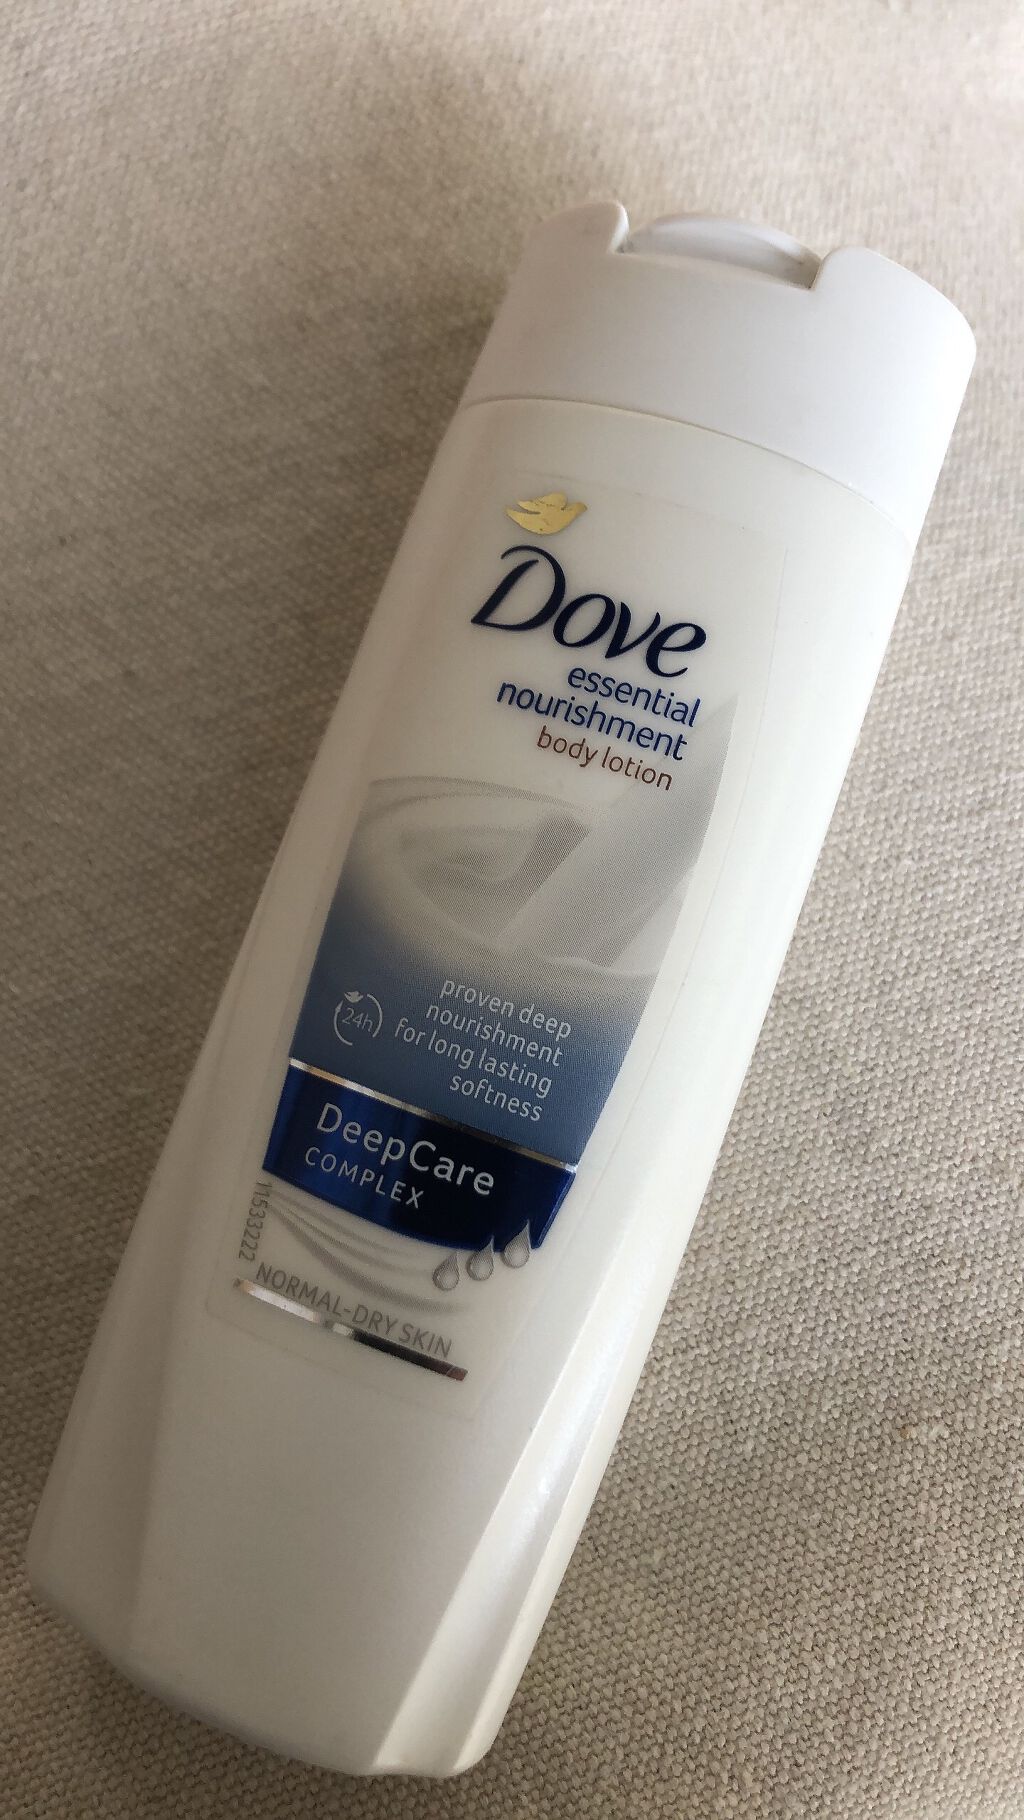 Dove
essential
nourishment
body lotion
24h
proven deep
nourishment
for long lasting
softness
DeepCare
COMPLEX
11533222
NORMAL-DRY SKIN